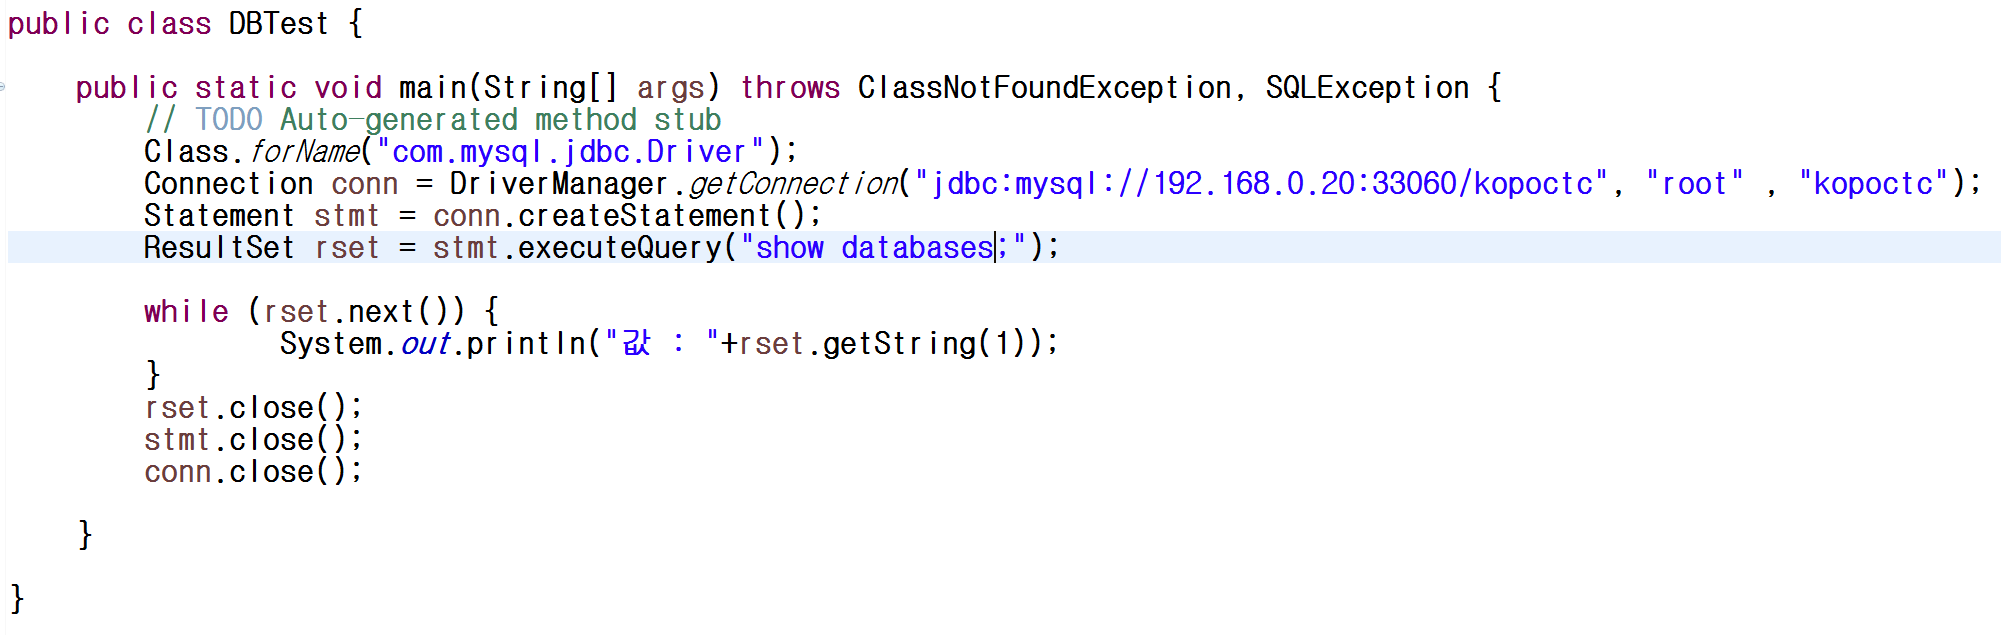 public class DBTest {
public static void main(String[] args) throws ClassNotFoundException, SQLException {
// TODO Auto-generated method stub
Class.forName("com.mysql.jdbc.Driver");
Connection conn = DriverManager.getConnection("jdbc:mysql://192.168.0.20:33060/kopoctc", "root" , "kopoctc");
Statement stmt = conn.createStatement();
ResultSet rset = stmt.executeQuery("show databases;");
while (rset.next()) {
System.out.println("값 : "+rset.getString(1));
}
rset.close();
stmt.close();
conn.close();
}
}